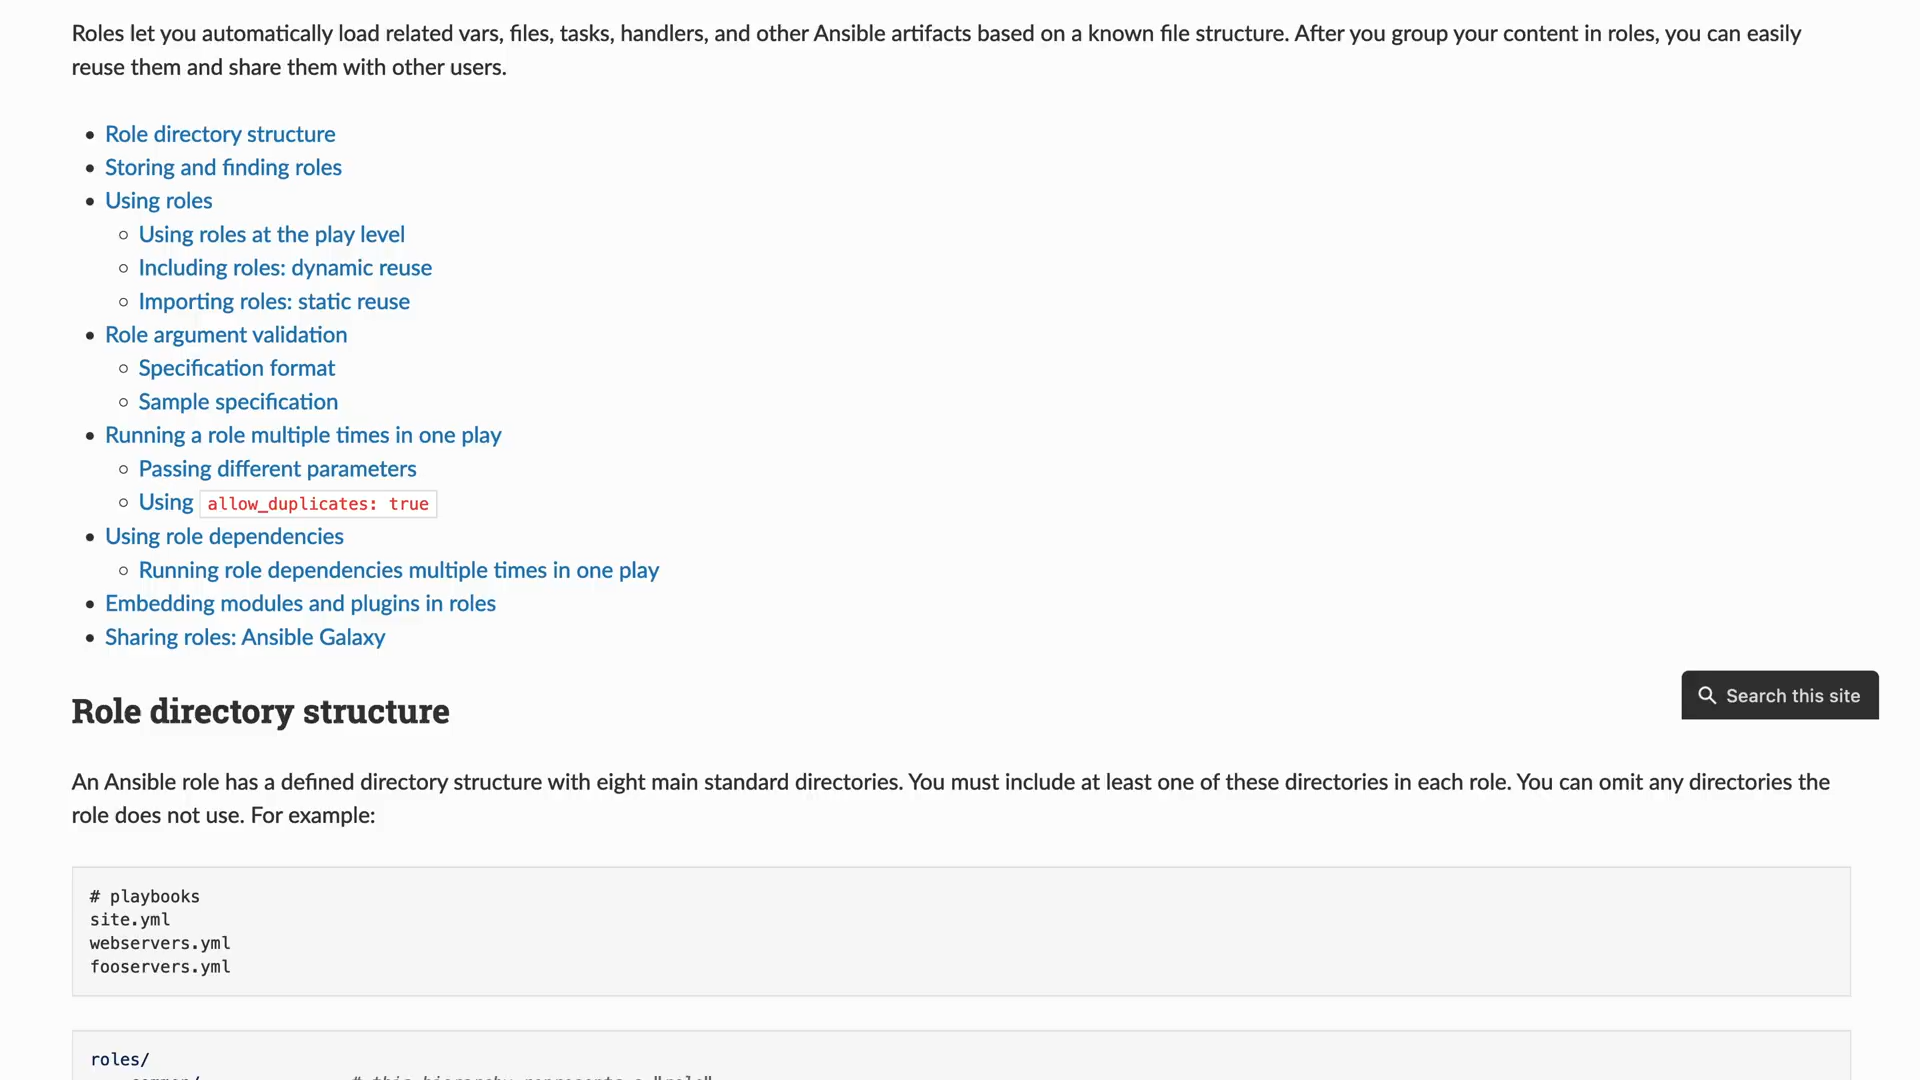 Roles let you automatically load related vars, files, tasks, handlers, and other Ansible artifacts based on a known file structure. After you group your content in roles, you can easily
reuse them and share them with other users.
Role directory structure
Storing and finding roles
Using roles
Using roles at the play level
Including roles: dynamic reuse
Importing roles: static reuse
Role argument validation
Specification format
Sample specification
Running a role multiple times in one play
Passing different parameters
Using allow_duplicates: true
Using role dependencies
Running role dependencies multiple times in one play
Embedding modules and plugins in roles
Sharing roles: Ansible Galaxy
Search this site
Role directory structure
An Ansible role has a defined directory structure with eight main standard directories. You must include at least one of these directories in each role. You can omit any directories the
role does not use. For example:
# playbooks
site.yml
webservers.yml
fooservers.yml
roles/
common/ # this hierarchy represents a "role"